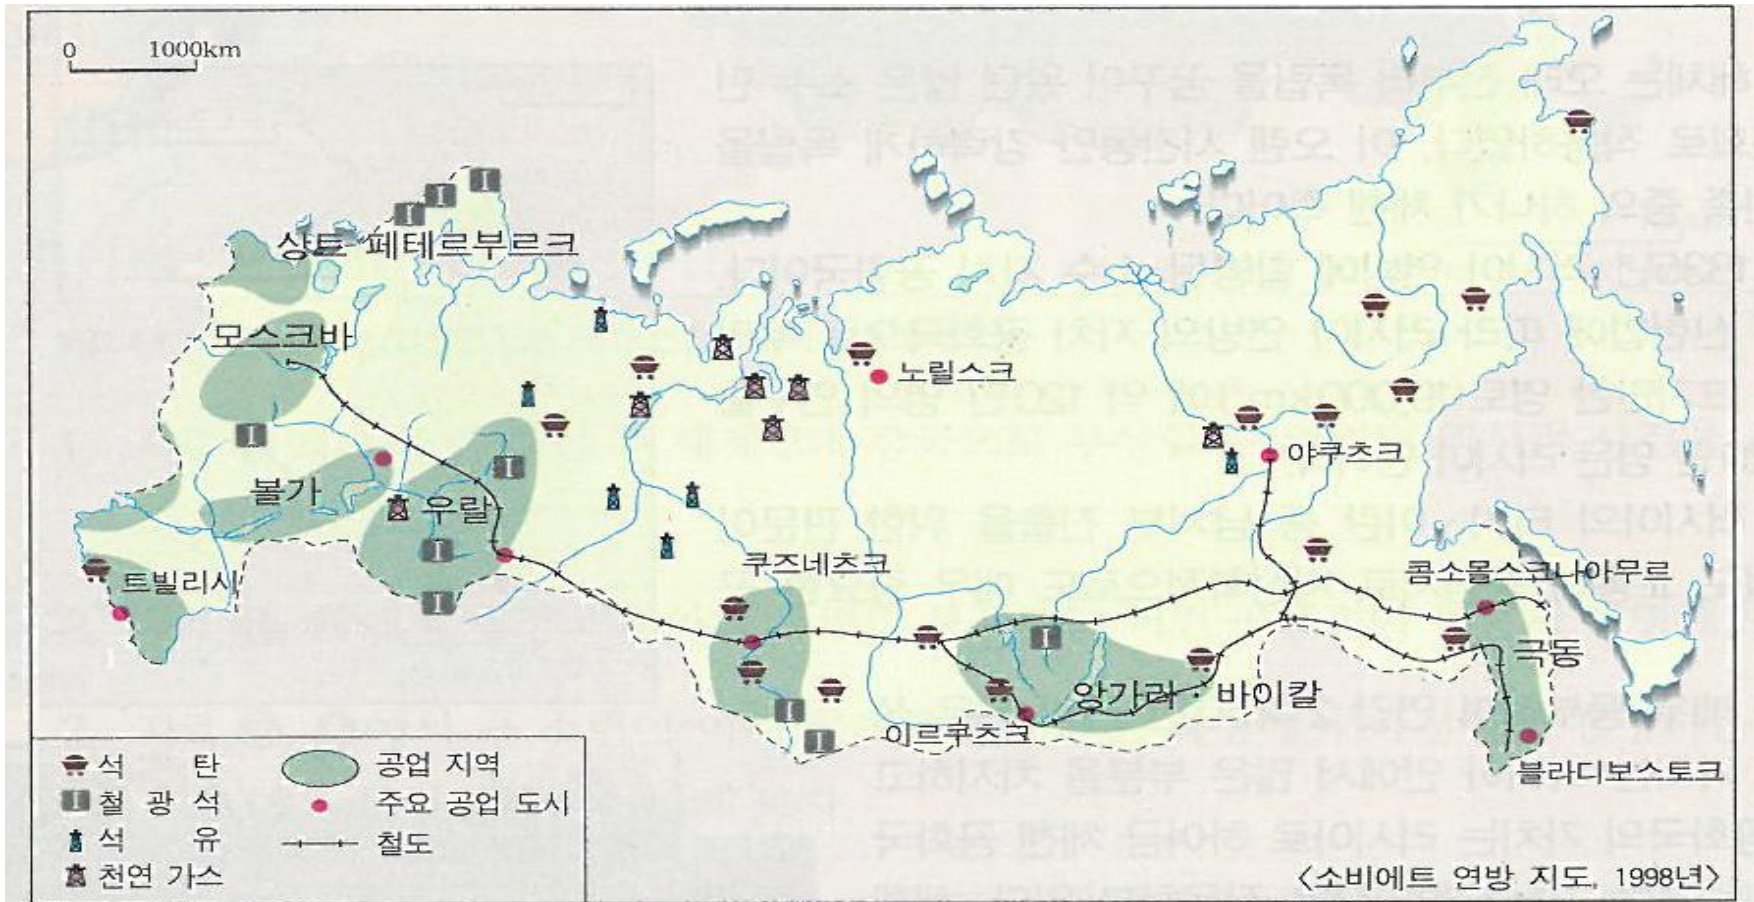 0 1000km
상트 페테르부르크
모스크바
노릴스크
야쿠츠크
볼가
우랄
쿠즈네츠크
트빌리시
콤소몰스크나아무르
극동
앙가라·바이칼
이르쿠츠크
블라디보스토크
석 탄
철 광 석
석 유
천연 가스
공업 지역
주요 공업 도시
철도
<소비에트 연방 지도, 1998년>